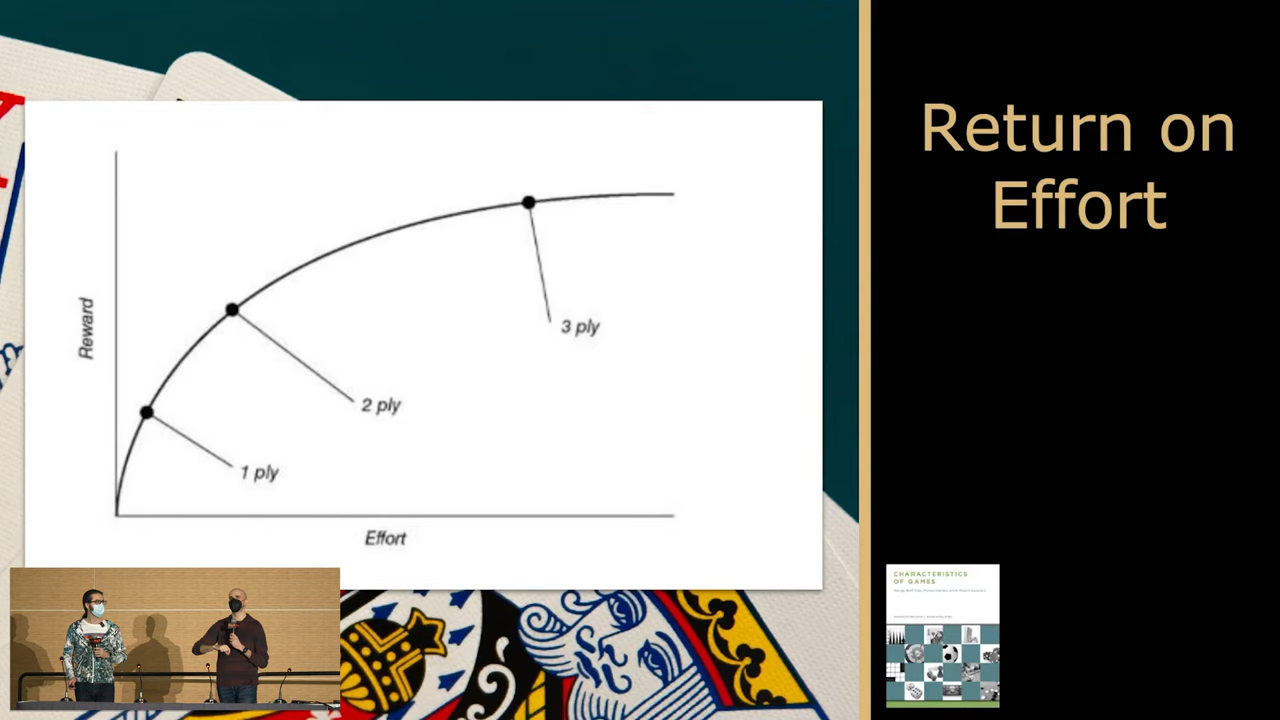 Return on
Effort
Reward
3 ply
2 ply
1 ply
Effort
CHARACTERISTICS
OF GAMES